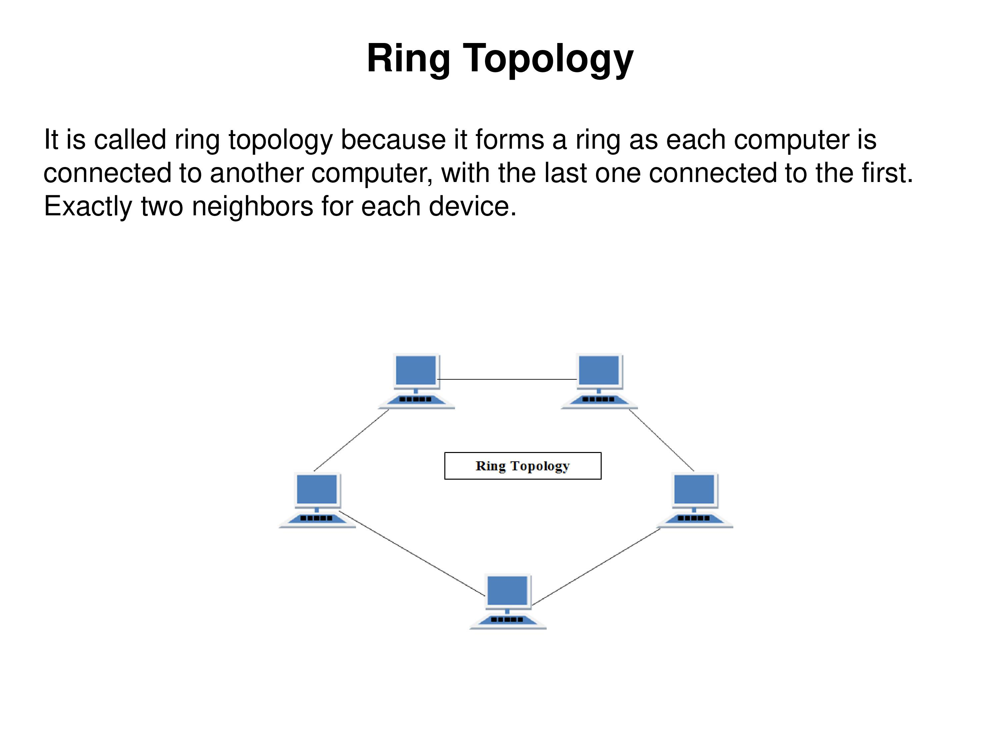 Ring Topology
It is called ring topology because it forms a ring as each computer is
connected to another computer, with the last one connected to the first.
Exactly two neighbors for each device.
Ring Topology